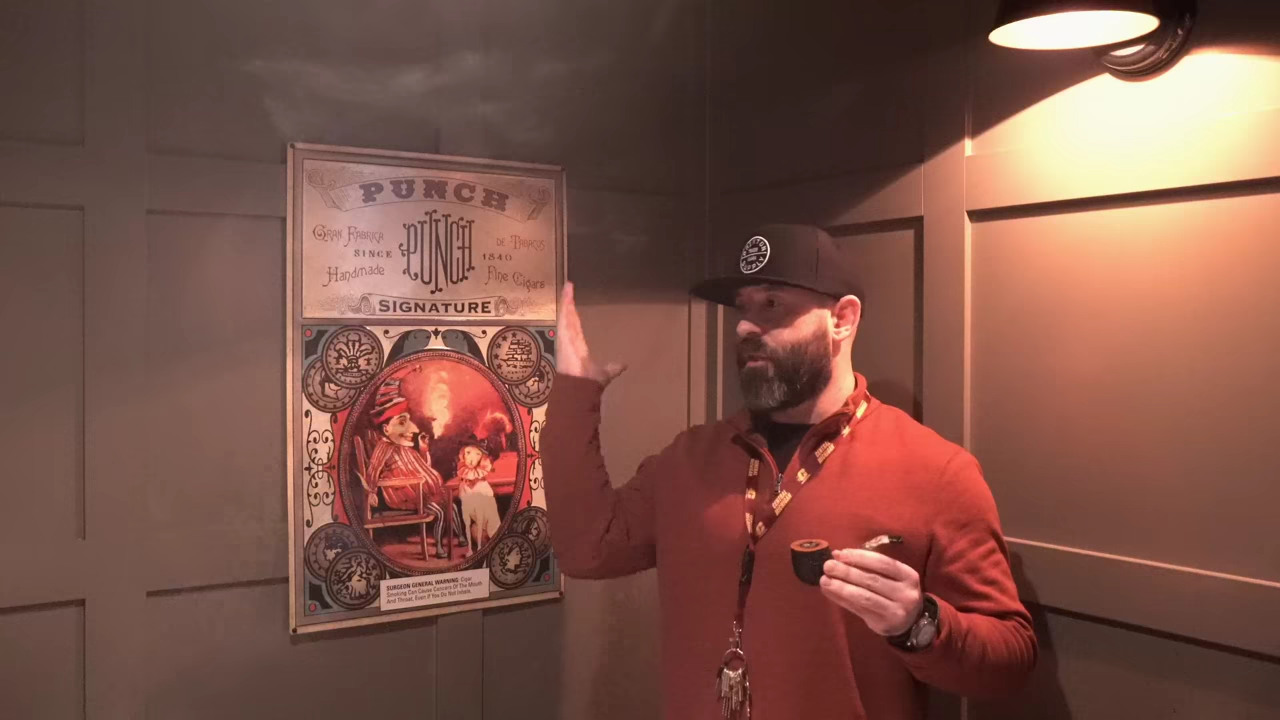 PUNCH
GRAN FABRICA PUNCH DE TABACOS
SINCE 1840
Handmade Fine Cigars
SIGNATURE
SURGEON GENERAL WARNING: Cigar
Smoking Can Cause Cancers Of The Mouth
And Throat, Even If You Do Not Inhale.